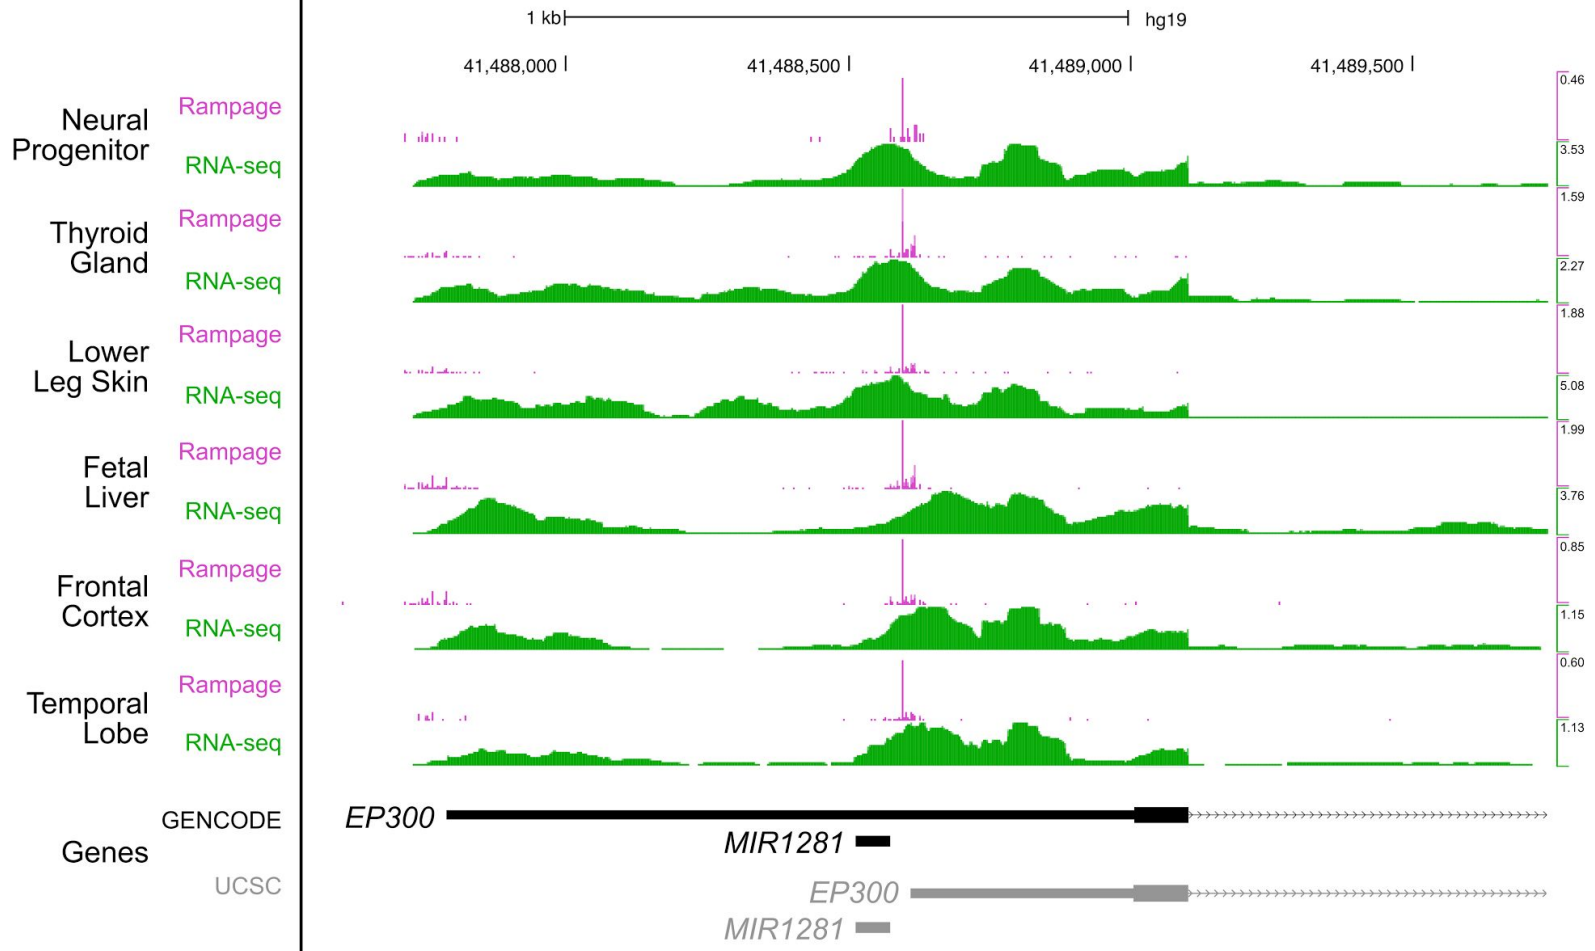 1 kb hg19
41,488,000 41,488,500 41,489,000 41,489,500
Neural
Progenitor
Rampage
0.46
RNA-seq
3.53
Thyroid
Gland
Rampage
1.59
RNA-seq
2.27
Lower
Leg Skin
Rampage
1.88
RNA-seq
5.08
Fetal
Liver
Rampage
1.99
RNA-seq
3.76
Frontal
Cortex
Rampage
0.85
RNA-seq
1.15
Temporal
Lobe
Rampage
0.60
RNA-seq
1.13
Genes
GENCODE
EP300
MIR1281
UCSC
EP300
MIR1281